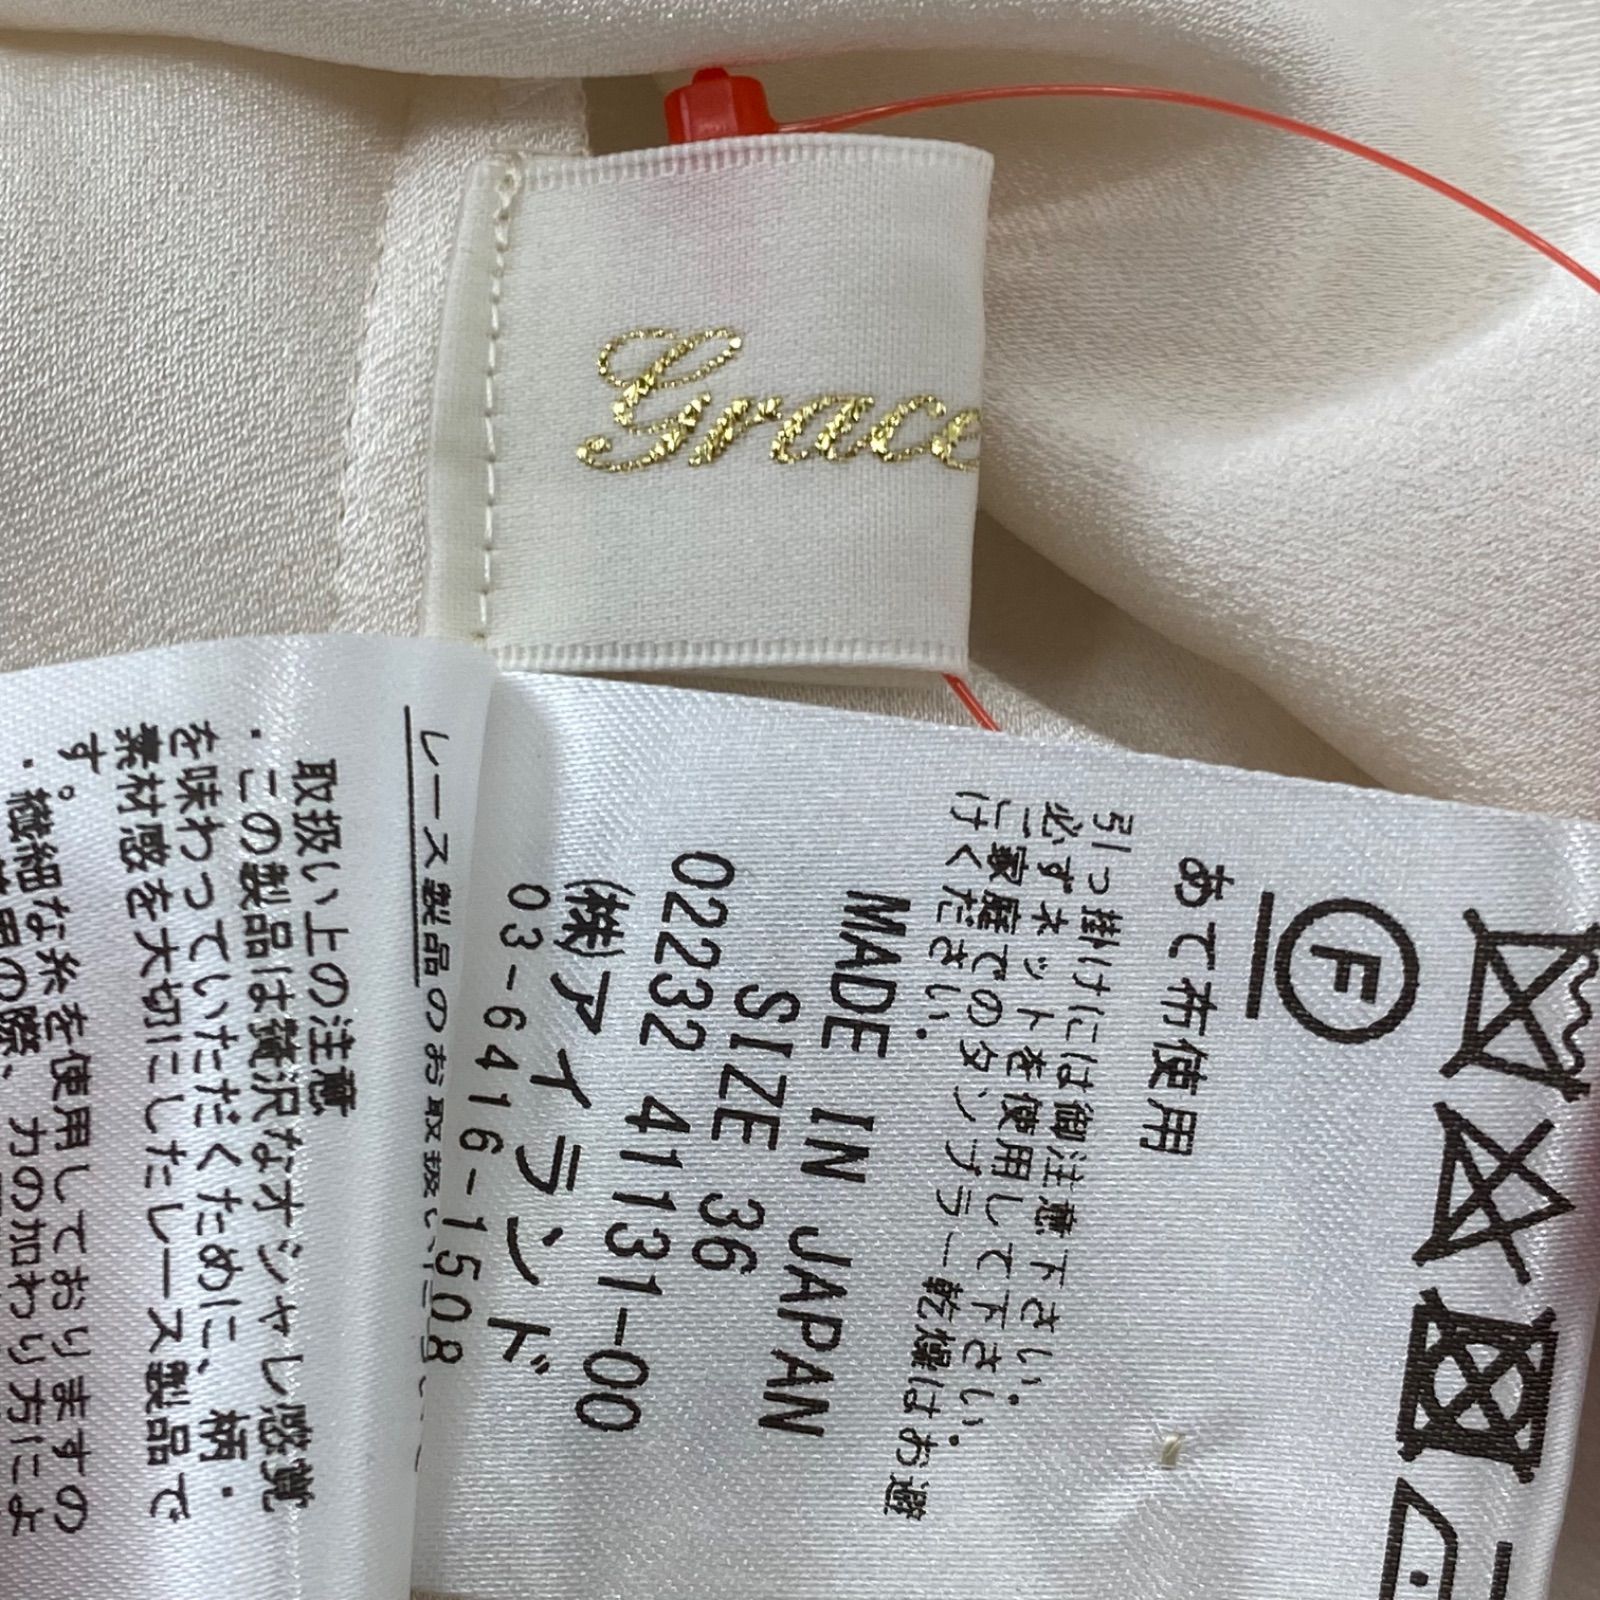 Grace
Ⓕ
あて布使用
引っ掛けには御注意下さい。
必ずネットを使用して下さい。
ご家庭でのタンブラー乾燥はお避
けください。
MADE IN JAPAN
SIZE 36
02232 41131-00
(株)アイランド
03-6416-1508
レース製品のお取扱い
取扱い上の注意
・この製品は贅沢なオシャレ感覚
を味わっていただくために、柄・
素材感を大切にしたレース製品で
す。
・繊細な糸を使用しておりますの
の際、力の加わり方によ